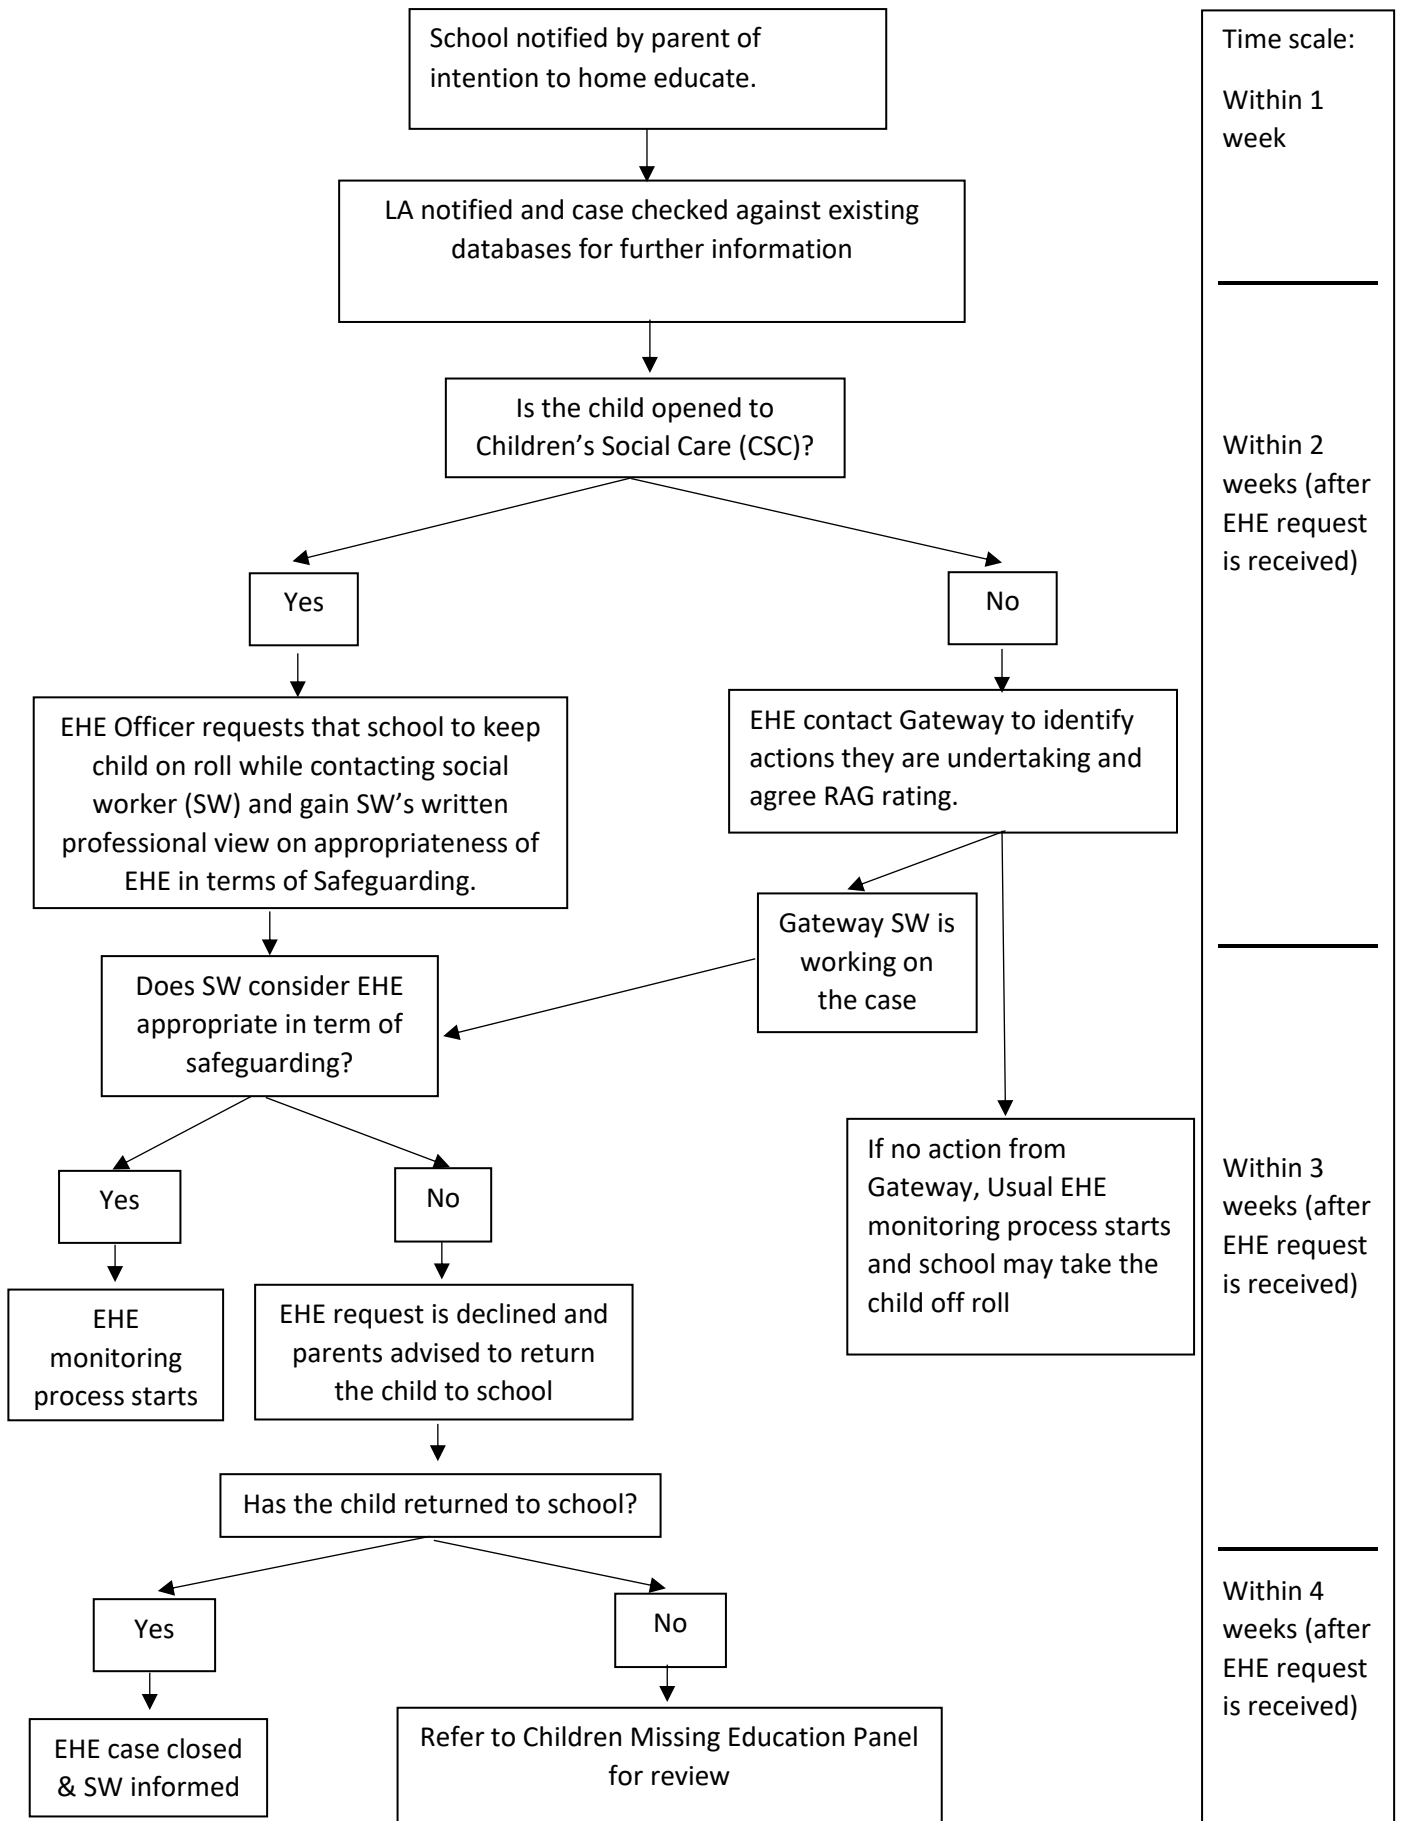 School notified by parent of
intention to home educate.
Time scale:
Within 1
week
LA notified and case checked against existing
databases for further information
Is the child opened to
Children’s Social Care (CSC)?
Within 2
weeks (after
EHE request
is received)
Yes
No
EHE Officer requests that school to keep
child on roll while contacting social
worker (SW) and gain SW’s written
professional view on appropriateness of
EHE in terms of Safeguarding.
EHE contact Gateway to identify
actions they are undertaking and
agree RAG rating.
Gateway SW is
working on
the case
Does SW consider EHE
appropriate in term of
safeguarding?
If no action from
Gateway, Usual EHE
monitoring process starts
and school may take the
child off roll
Within 3
weeks (after
EHE request
is received)
Yes
No
EHE
monitoring
process starts
EHE request is declined and
parents advised to return
the child to school
Has the child returned to school?
Within 4
weeks (after
EHE request
is received)
Yes
No
EHE case closed
& SW informed
Refer to Children Missing Education Panel
for review